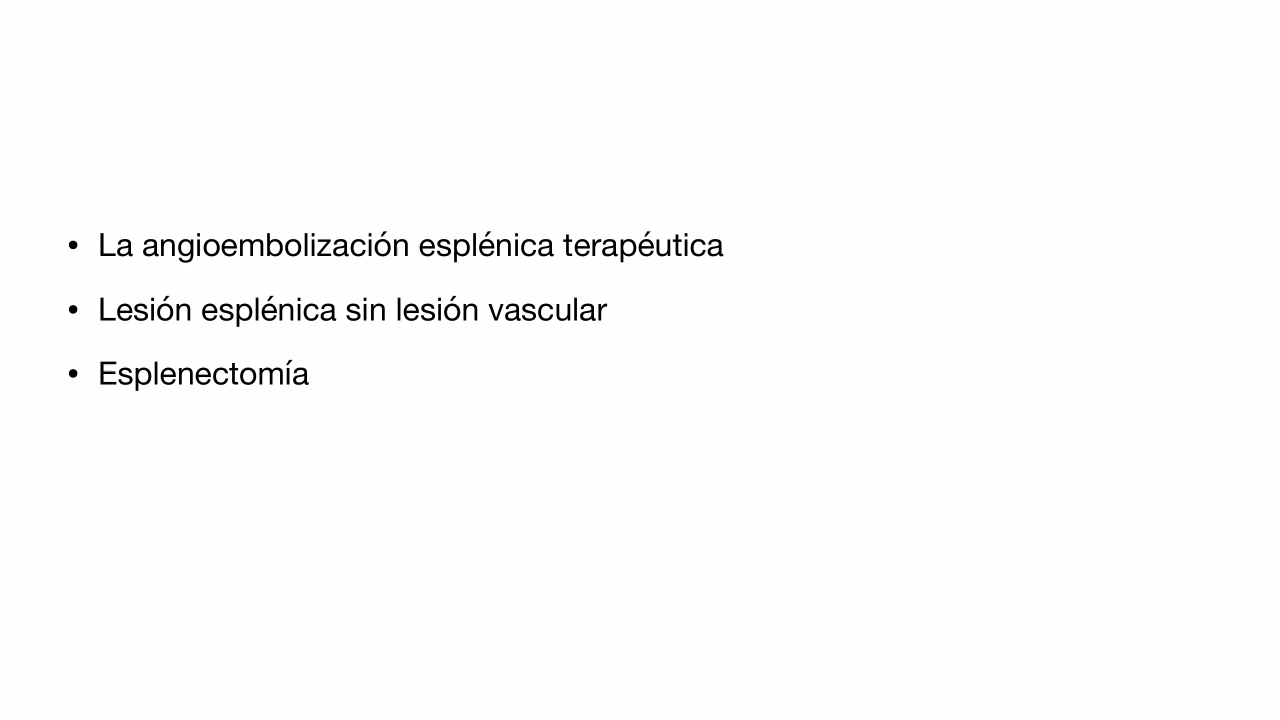 • La angioembolización esplénica terapéutica
• Lesión esplénica sin lesión vascular
• Esplenectomía